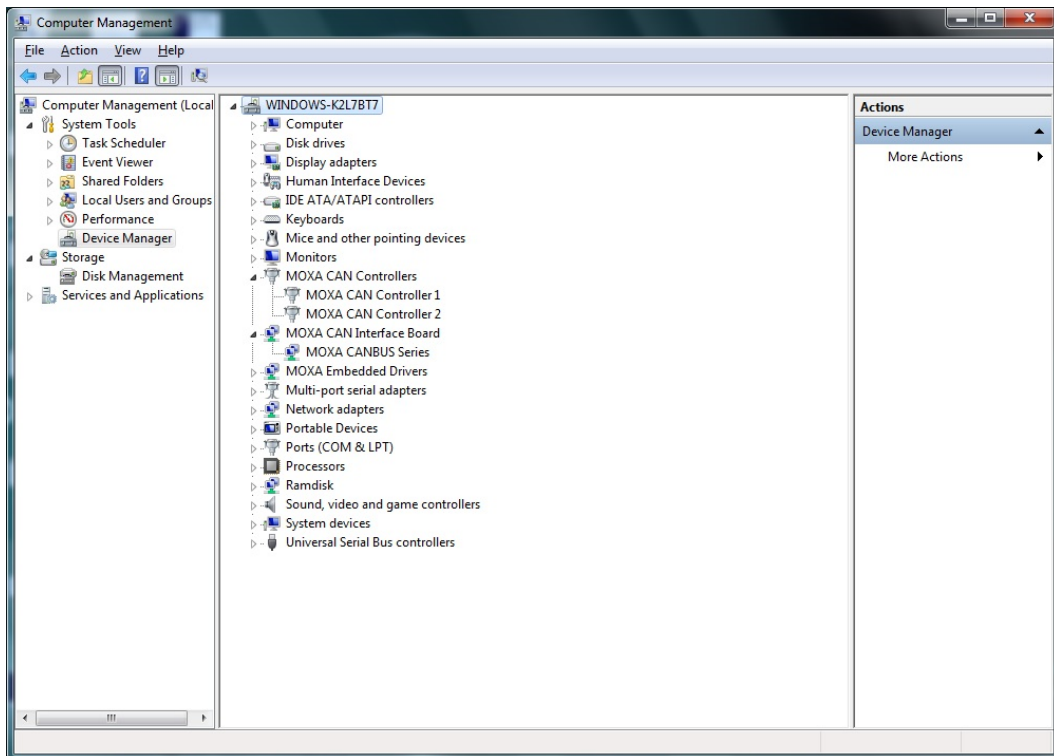 Computer Management
File Action View Help
Computer Management (Local
System Tools
Task Scheduler
Event Viewer
Shared Folders
Local Users and Groups
Performance
Device Manager
Storage
Disk Management
Services and Applications
WINDOWS-K2L7BT7
Computer
Disk drives
Display adapters
Human Interface Devices
IDE ATA/ATAPI controllers
Keyboards
Mice and other pointing devices
Monitors
MOXA CAN Controllers
MOXA CAN Controller 1
MOXA CAN Controller 2
MOXA CAN Interface Board
MOXA CANBUS Series
MOXA Embedded Drivers
Multi-port serial adapters
Network adapters
Portable Devices
Ports (COM & LPT)
Processors
Ramdisk
Sound, video and game controllers
System devices
Universal Serial Bus controllers
Actions
Device Manager
More Actions